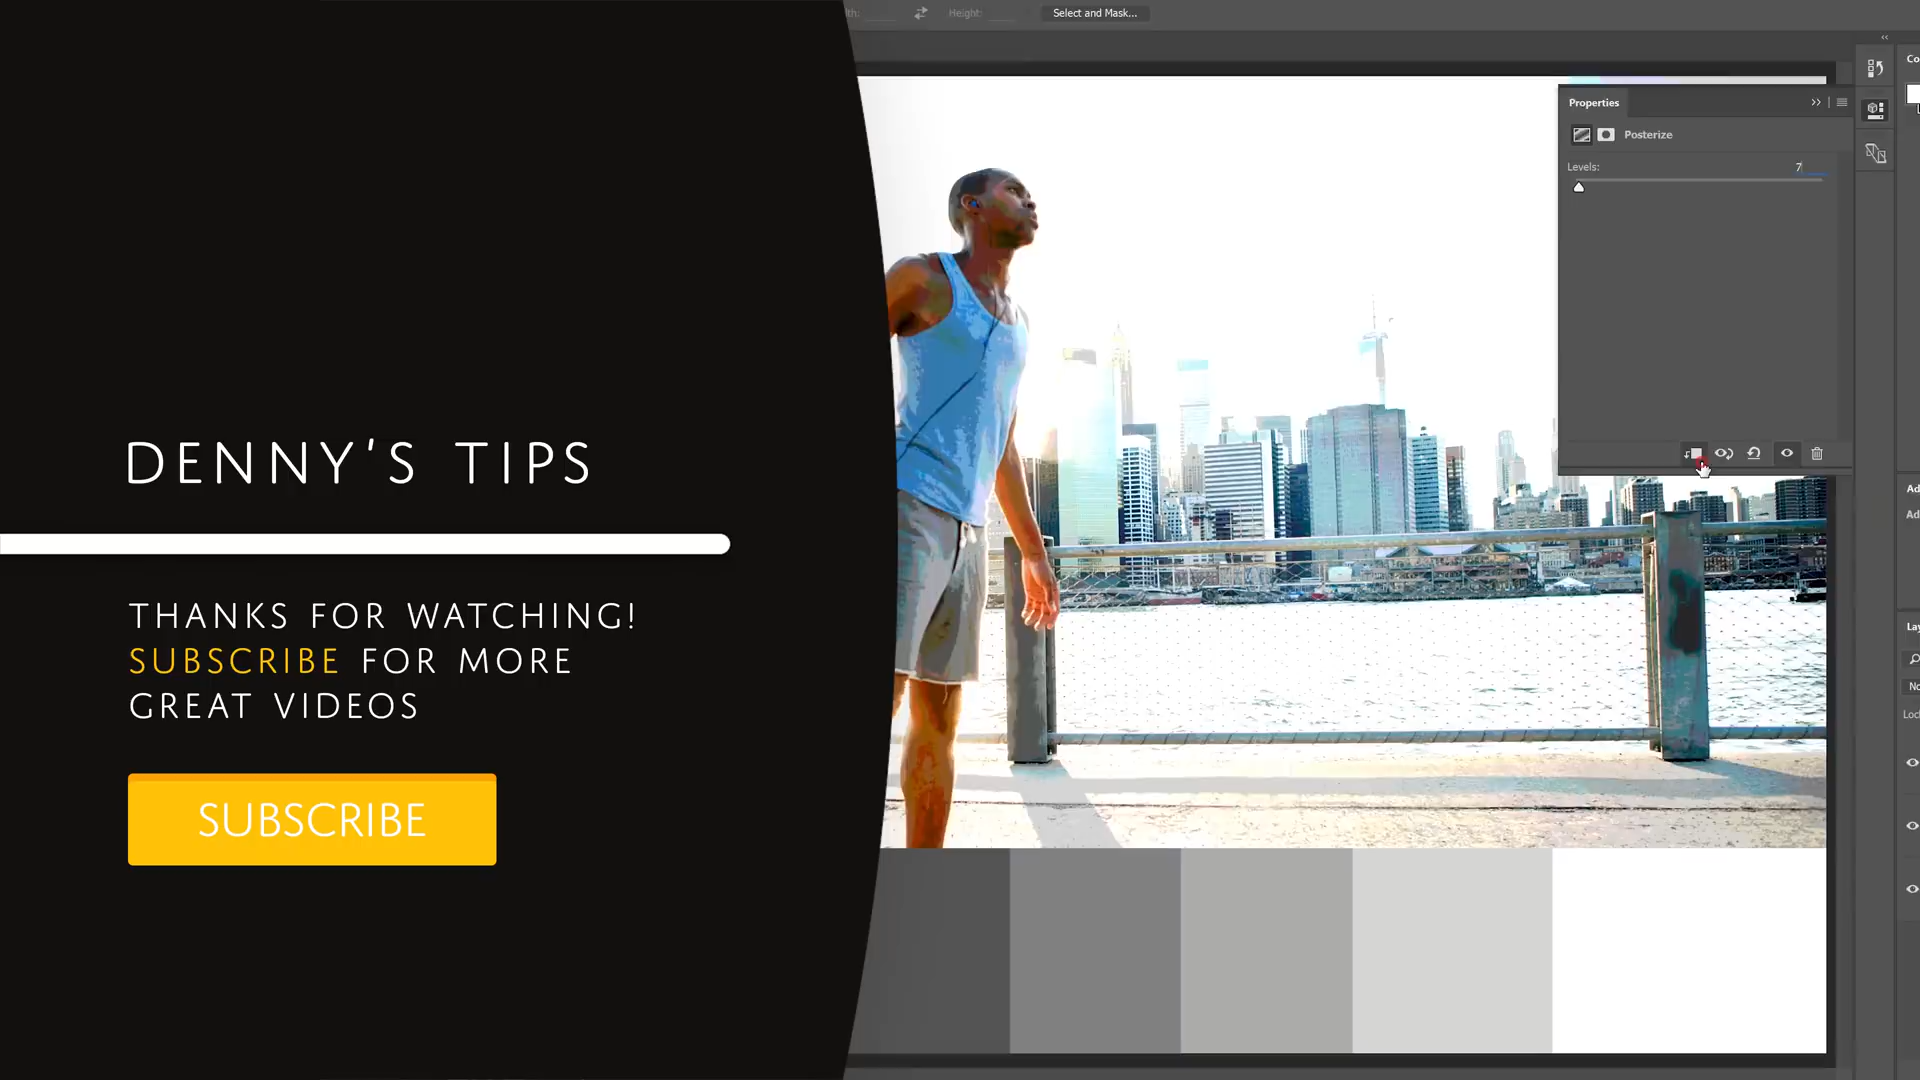 Height:
Select and Mask...
Properties
Posterize
Levels:
7
DENNY'S TIPS
THANKS FOR WATCHING!
SUBSCRIBE FOR MORE
GREAT VIDEOS
SUBSCRIBE